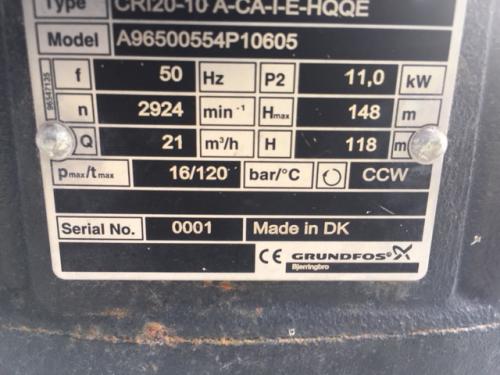 Type CRI20-10 A-CA-I-E-HQQE
Model A96500554P10605
f 50 Hz P2 11,0 kW
n 2924 min⁻¹ Hmax 148 m
Q 21 m³/h H 118 m
pmax/tmax 16/120 bar/°C CCW
Serial No. 0001 Made in DK
CE GRUNDFOS
Bjerringbro
96547135